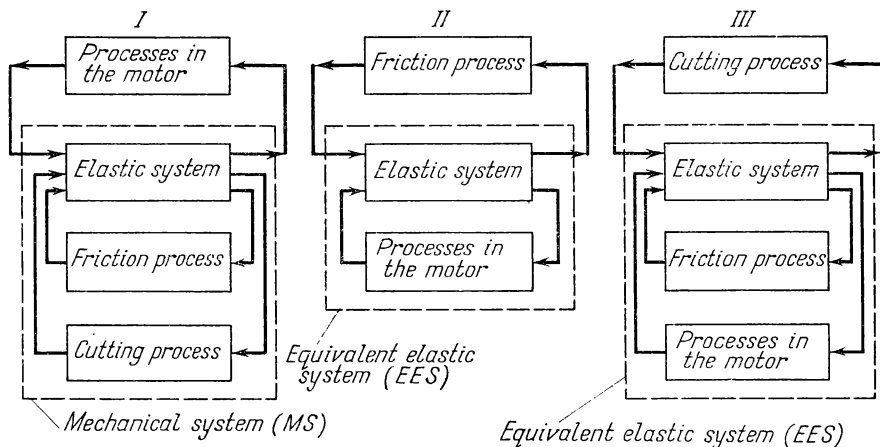 I
Processes in
the motor
Elastic system
Friction process
Cutting process
Mechanical system (MS)
II
Friction process
Elastic system
Processes in
the motor
Equivalent elastic
system (EES)
III
Cutting process
Elastic system
Friction process
Processes in
the motor
Equivalent elastic system (EES)